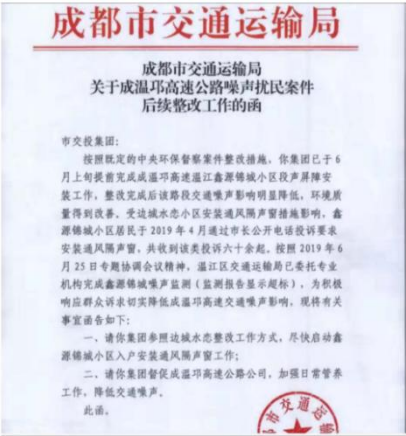 成都市交通运输局
成都市交通运输局
关于成温邛高速公路噪声扰民案件
后续整改工作的函
市交投集团：
按照既定的中央环保督察案件整改措施，你集团已于6
月上旬提前完成成温邛高速温江鑫源锦城小区段声屏障安
装工作，整改完成后该路段交通噪声影响明显降低，环境质
量得到改善。受边城水恋小区安装通风隔声窗措施影响，鑫
源锦城小区居民于2019年4月通过市长公开电话投诉要求
安装通风隔声窗，共收到该类投诉六十余起。按照2019年6
月25日专题协调会议精神，温江区交通运输局已委托专业
机构完成鑫源锦城小区噪声监测（监测报告显示超标），为积极
响应群众诉求切实降低成温邛高速交通噪声影响，现将有关
事宜函告如下：
一、请你集团参照边城水恋整改工作方式，尽快启动鑫
源锦城小区入户安装通风隔声窗工作；
二、请你集团督促成温邛高速公路公司，加强日常管养
工作，降低交通噪声。
此函。
市交通运输